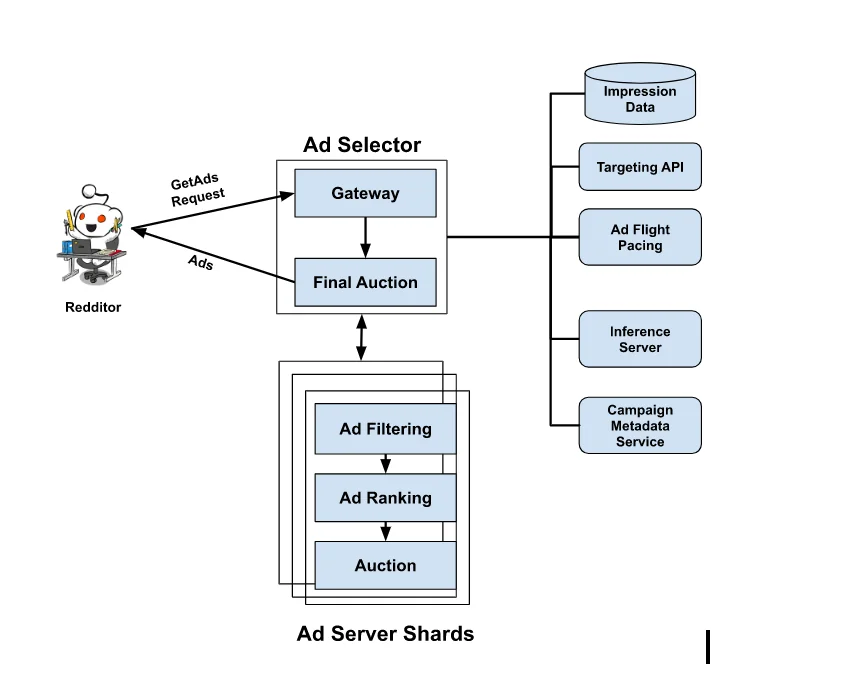 Ad Selector
GetAds
Request
Gateway
Ads
Final Auction
Redditor
Impression
Data
Targeting API
Ad Flight
Pacing
Inference
Server
Campaign
Metadata
Service
Ad Filtering
Ad Ranking
Auction
Ad Server Shards